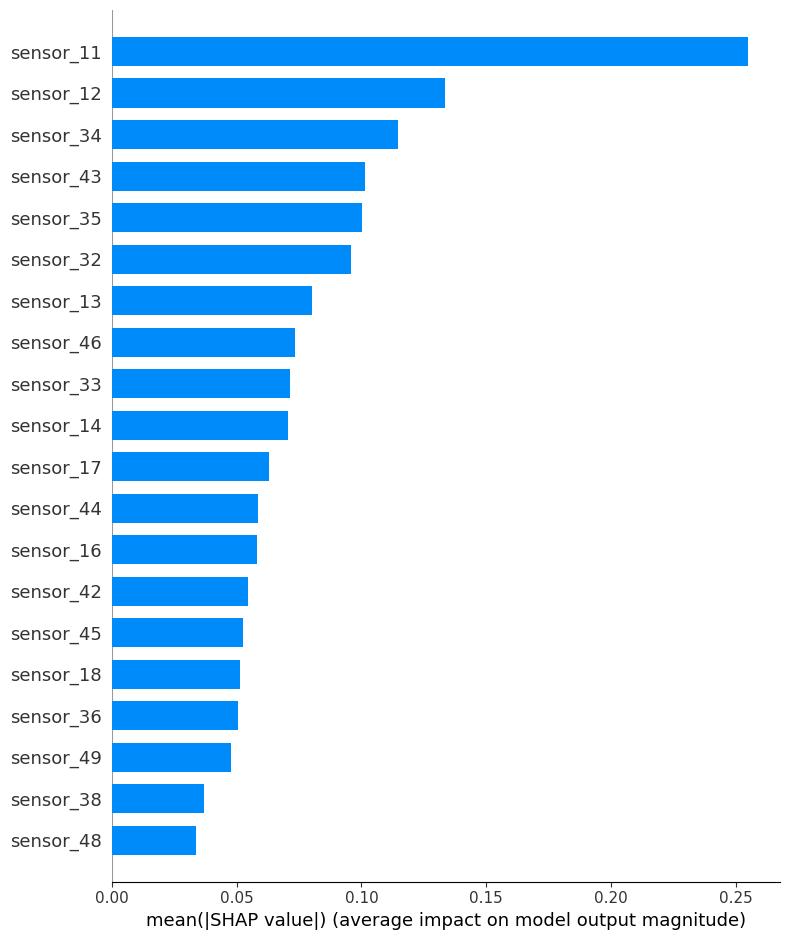 sensor_11
sensor_12
sensor_34
sensor_43
sensor_35
sensor_32
sensor_13
sensor_46
sensor_33
sensor_14
sensor_17
sensor_44
sensor_16
sensor_42
sensor_45
sensor_18
sensor_36
sensor_49
sensor_38
sensor_48
0.00 0.05 0.10 0.15 0.20 0.25
mean(|SHAP value|) (average impact on model output magnitude)